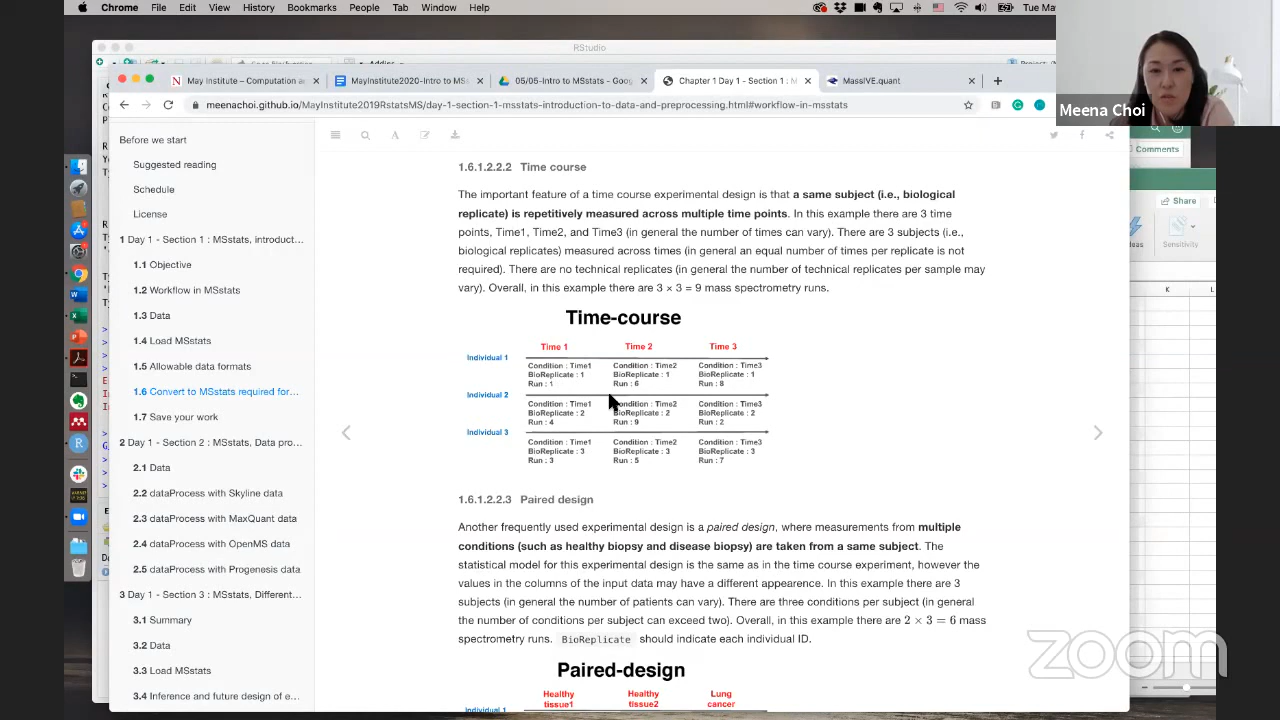 Chrome File Edit View History Bookmarks People Tab Window Help
RStudio
May Institute – Computation a
MayInstitute2020-Intro to MS
05/05-Intro to MSstats - Goog
Chapter 1 Day 1 - Section 1 : M
MassIVE.quant
meenachoi.github.io/MayInstitute2019RstatsMS/day-1-section-1-msstats-introduction-to-data-and-preprocessing.html#workflow-in-msstats
Meena Choi
Comments
Share
Sensitivity
K
Before we start
Suggested reading
Schedule
License
1 Day 1 - Section 1 : MSstats, introduct...
1.1 Objective
1.2 Workflow in MSstats
1.3 Data
1.4 Load MSstats
1.5 Allowable data formats
1.6 Convert to MSstats required for...
1.7 Save your work
2 Day 1 - Section 2 : MSstats, Data pro...
2.1 Data
2.2 dataProcess with Skyline data
2.3 dataProcess with MaxQuant data
2.4 dataProcess with OpenMS data
2.5 dataProcess with Progenesis data
3 Day 1 - Section 3 : MSstats, Different...
3.1 Summary
3.2 Data
3.3 Load MSstats
3.4 Inference and future design of e...
1.6.1.2.2.2 Time course
The important feature of a time course experimental design is that a same subject (i.e., biological
replicate) is repetitively measured across multiple time points. In this example there are 3 time
points, Time1, Time2, and Time3 (in general the number of times can vary). There are 3 subjects (i.e.,
biological replicates) measured across times (in general an equal number of times per replicate is not
required). There are no technical replicates (in general the number of technical replicates per sample may
vary). Overall, in this example there are 3 × 3 = 9 mass spectrometry runs.
Time-course
Time 1 Time 2 Time 3
Individual 1
Condition : Time1 Condition : Time2 Condition : Time3
BioReplicate : 1 BioReplicate : 1 BioReplicate : 1
Run : 1 Run : 6 Run : 8
Individual 2
Condition : Time1 Condition : Time2 Condition : Time3
BioReplicate : 2 BioReplicate : 2 BioReplicate : 2
Run : 4 Run : 9 Run : 2
Individual 3
Condition : Time1 Condition : Time2 Condition : Time3
BioReplicate : 3 BioReplicate : 3 BioReplicate : 3
Run : 3 Run : 5 Run : 7
1.6.1.2.2.3 Paired design
Another frequently used experimental design is a paired design, where measurements from multiple
conditions (such as healthy biopsy and disease biopsy) are taken from a same subject. The
statistical model for this experimental design is the same as in the time course experiment, however the
values in the columns of the input data may have a different appearence. In this example there are 3
subjects (in general the number of patients can vary). There are three conditions per subject (in general
the number of conditions per subject can exceed two). Overall, in this example there are 2 × 3 = 6 mass
spectrometry runs. BioReplicate should indicate each individual ID.
Paired-design
Healthy Healthy Lung
tissue1 tissue2 cancer
Individual 1
zoom